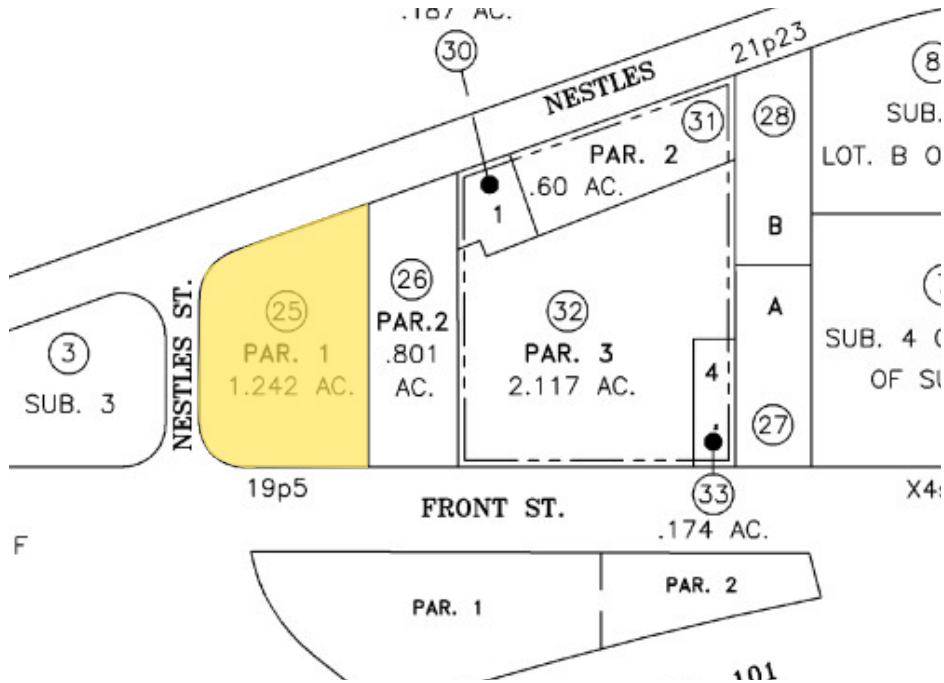 .187 AC.
30
NESTLES
21p23
31
PAR. 2
.60 AC.
1
28
B
8
SUB.
LOT. B O
25
PAR. 1
1.242 AC.
26
PAR.2
.801
AC.
32
PAR. 3
2.117 AC.
A
27
4
33
.174 AC.
SUB. 4
OF SU
3
SUB. 3
NESTLES ST.
19p5
FRONT ST.
X4
F
PAR. 1
PAR. 2
101